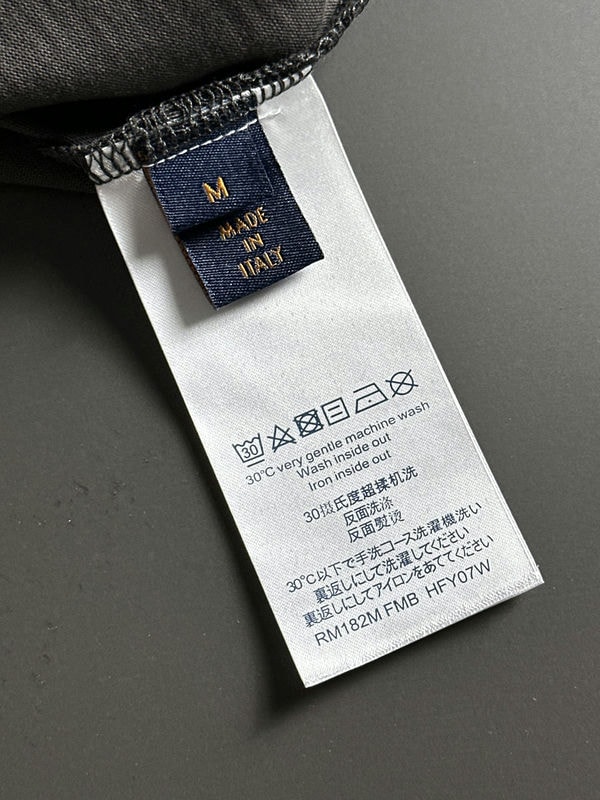 M
MADE
IN
ITALY
30
30°C very gentle machine wash
Wash inside out
Iron inside out
30摄氏度超揉机洗
反面洗涤
反面熨烫
30℃以下で手洗コース洗濯機洗い
裏返しにして洗濯してください
裏返しにしてアイロンをあててください
RM182M FMB HFY07W